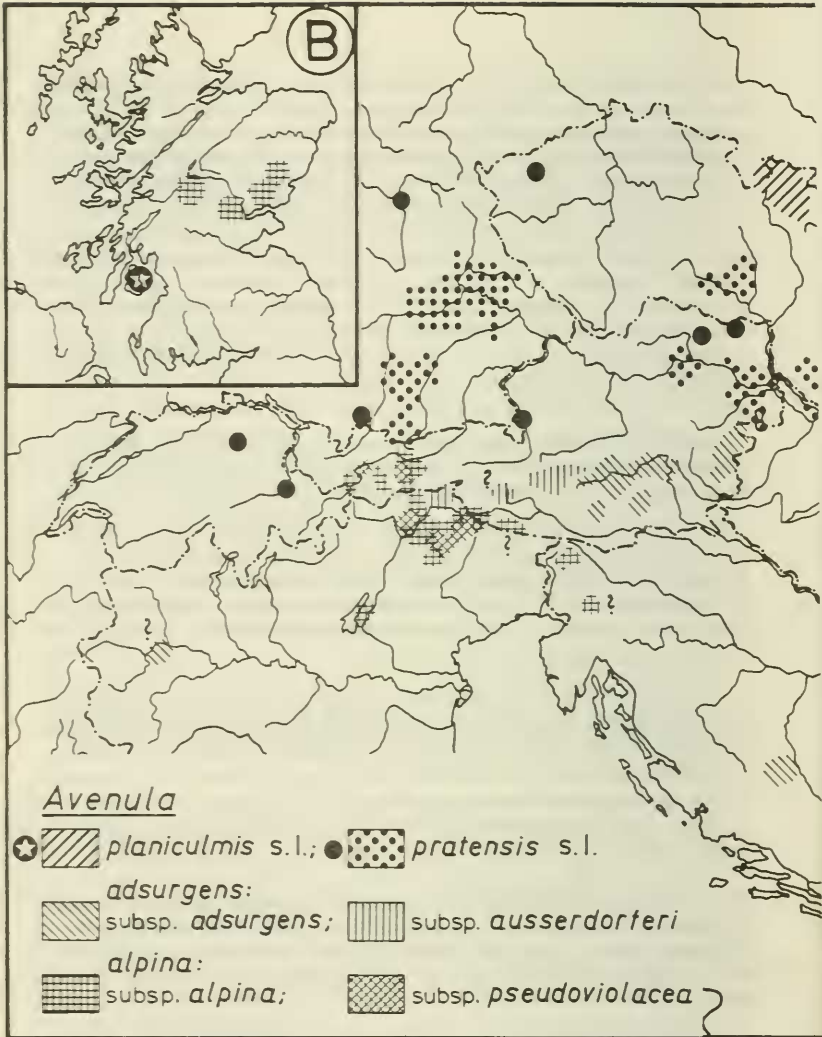 B
?
?
?
?
?
Avenula
planiculmis s.l.; pratensis s.l.
adsurgens:
subsp. adsurgens; subsp. ausserdorferi
alpina:
subsp. alpina; subsp. pseudoviolacea